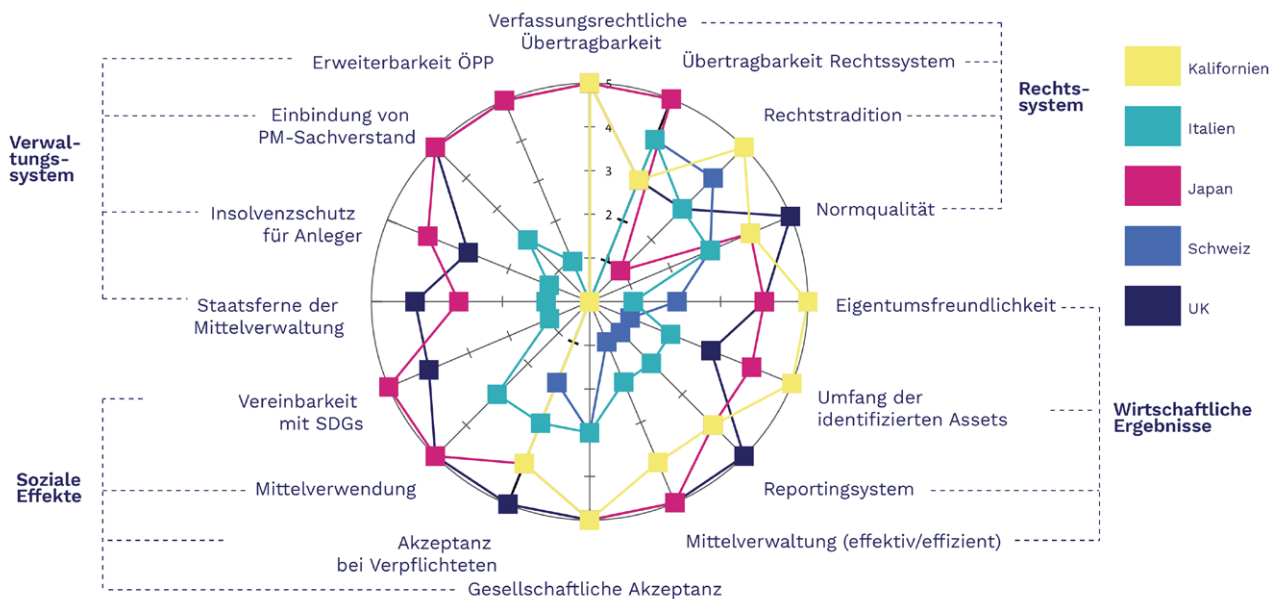 Verfassungsrechtliche
Übertragbarkeit
Erweiterbarkeit ÖPP
Übertragbarkeit Rechtssystem
Einbindung von
PM-Sachverstand
Rechtstradition
Rechts-
system
Verwal-
tungs-
system
Insolvenzschutz
für Anleger
Normqualität
Staatsferne der
Mittelverwaltung
Eigentumsfreundlichkeit
Vereinbarkeit
mit SDGs
Umfang der
identifizierten Assets
Wirtschaftliche
Ergebnisse
Soziale
Effekte
Mittelverwendung
Reportingsystem
Akzeptanz
bei Verpflichteten
Mittelverwaltung (effektiv/effizient)
Gesellschaftliche Akzeptanz
5
4
3
2
1
Kalifornien
Italien
Japan
Schweiz
UK